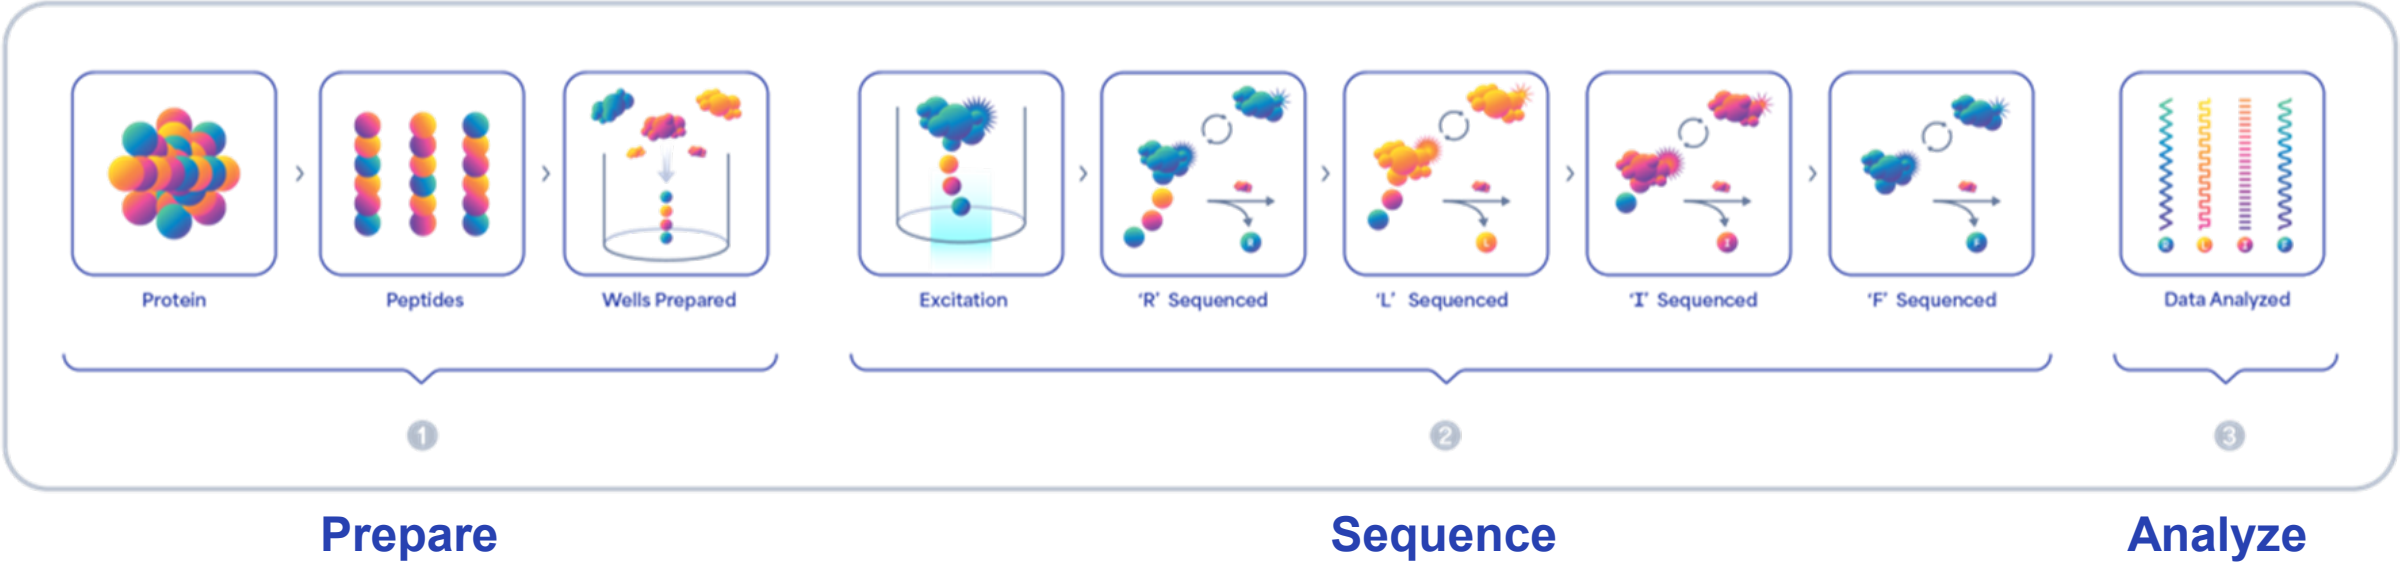 R
L
I
F
R L I F
Protein
Peptides
Wells Prepared
Excitation
‘R’ Sequenced
‘L’ Sequenced
‘I’ Sequenced
‘F’ Sequenced
Data Analyzed
1
2
3
Prepare
Sequence
Analyze